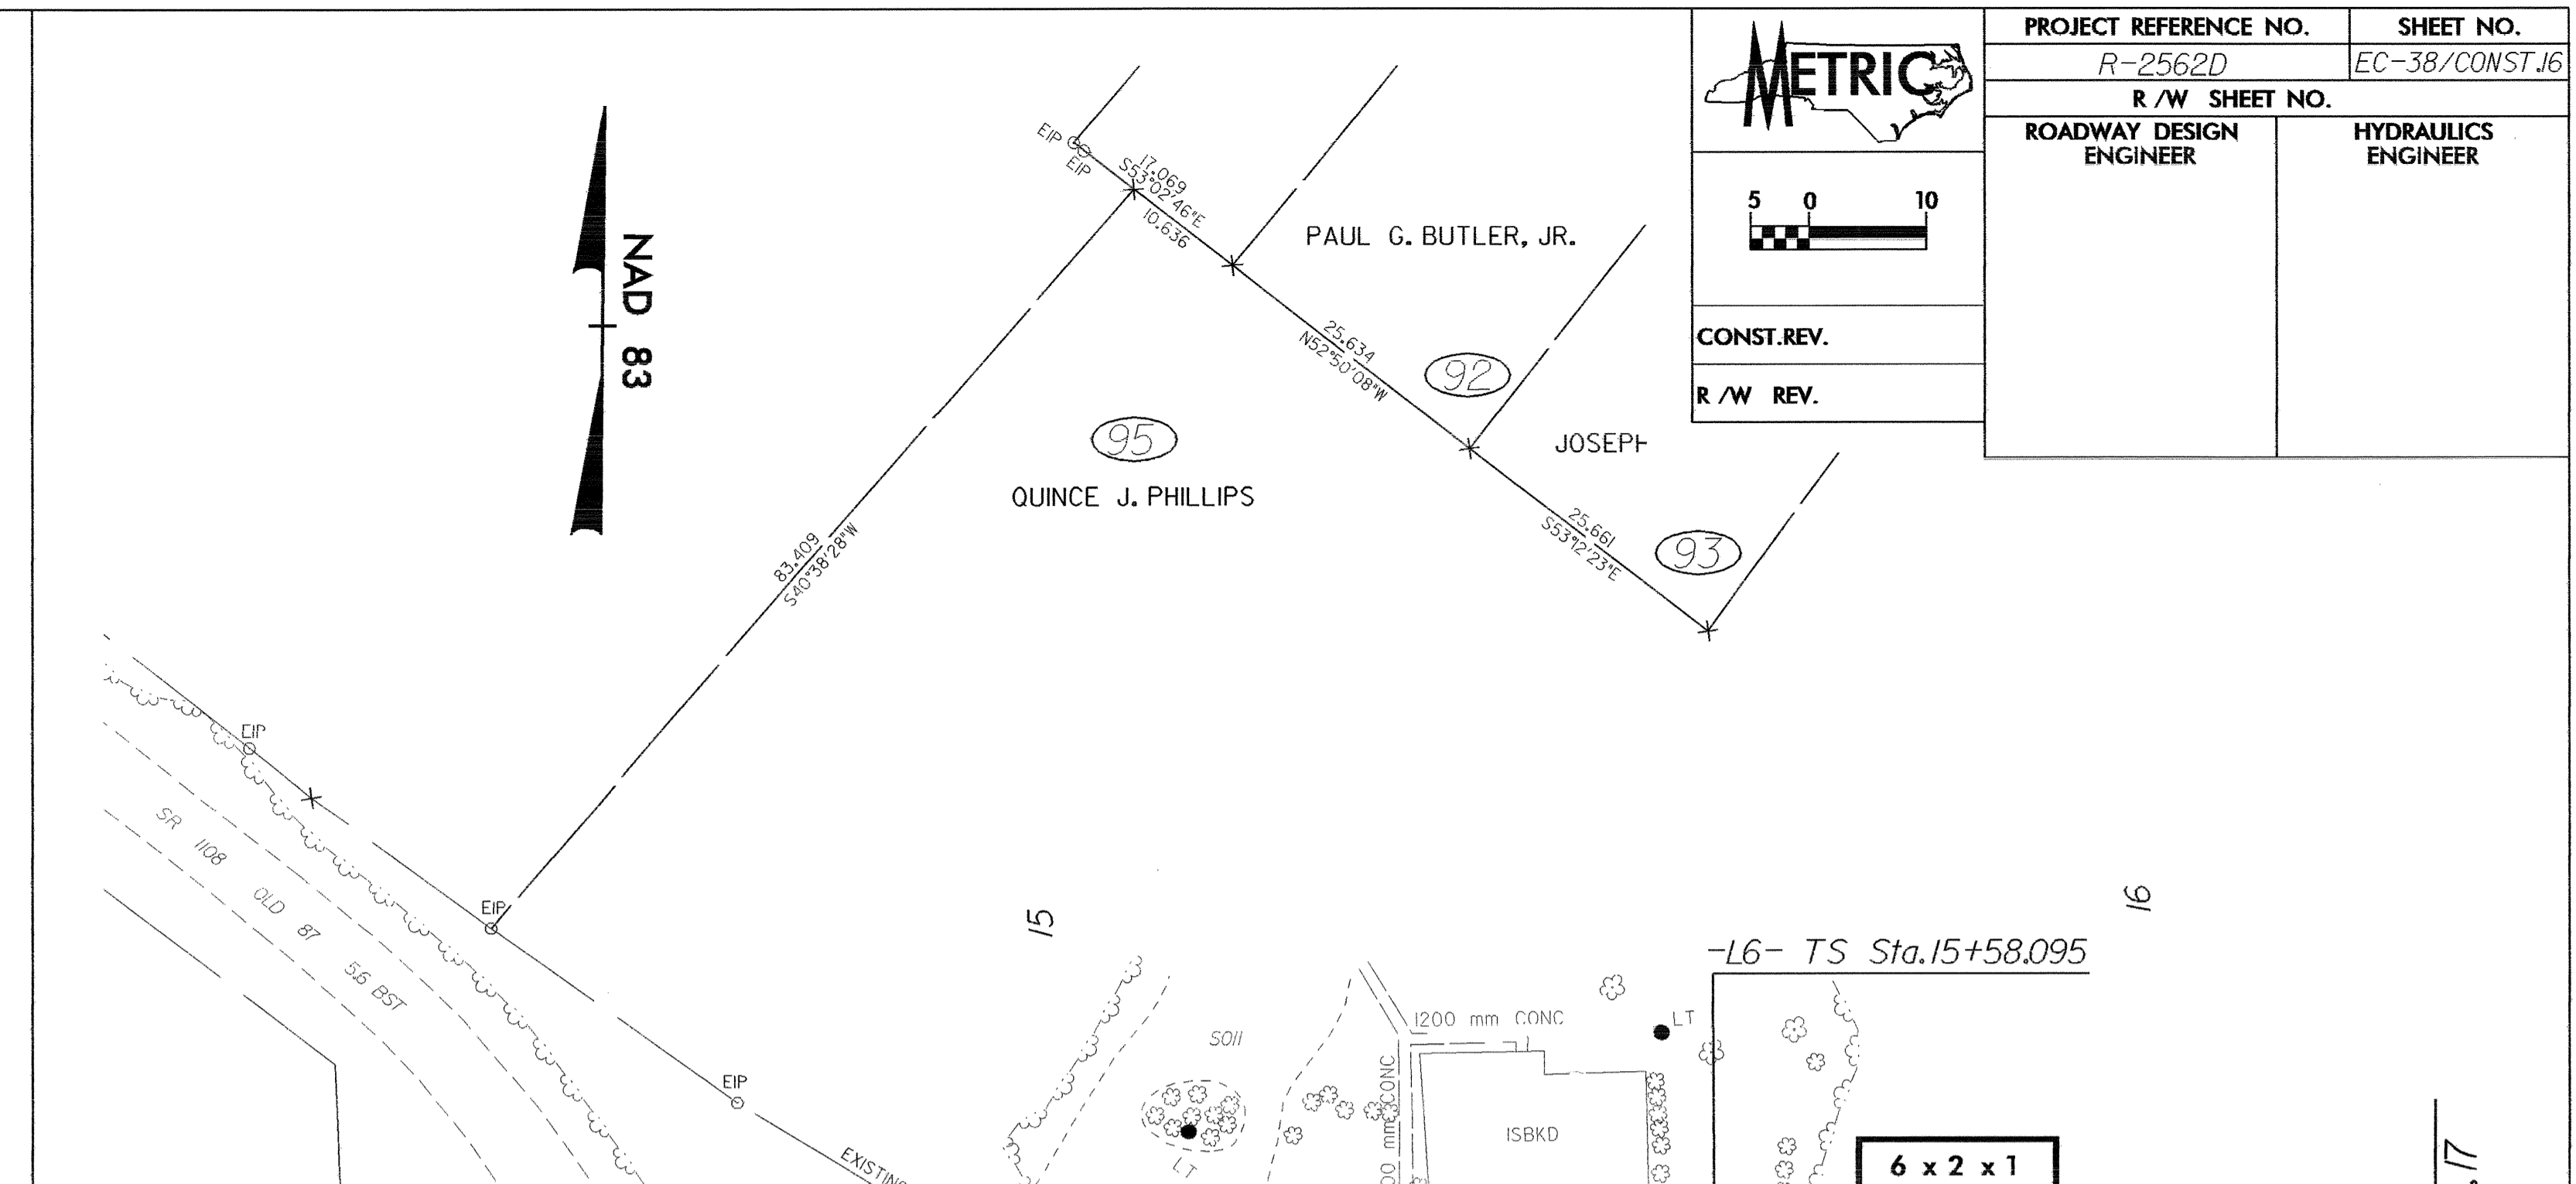 METRIC
PROJECT REFERENCE NO.
SHEET NO.
R-2562D
EC-38/CONST.16
R/W SHEET NO.
ROADWAY DESIGN
ENGINEER
HYDRAULICS
ENGINEER
5 0 10
CONST.REV.
R/W REV.
NAD 83
EIP
EIP
17.069
S53°02'46"E
10.636
PAUL G. BUTLER, JR.
25.634
N52°50'08"W
92
95
QUINCE J. PHILLIPS
JOSEPH
25.661
S53°12'23"E
93
83.409
S40°38'28"W
EIP
SR 1108 OLD 87 5.6 BST
EIP
15
16
-L6- TS Sta.15+58.095
SOIL
1200 mm CONC
LT
mm CONC
EIP
ISBKD
LT
EXISTING
6 x 2 x 1
17